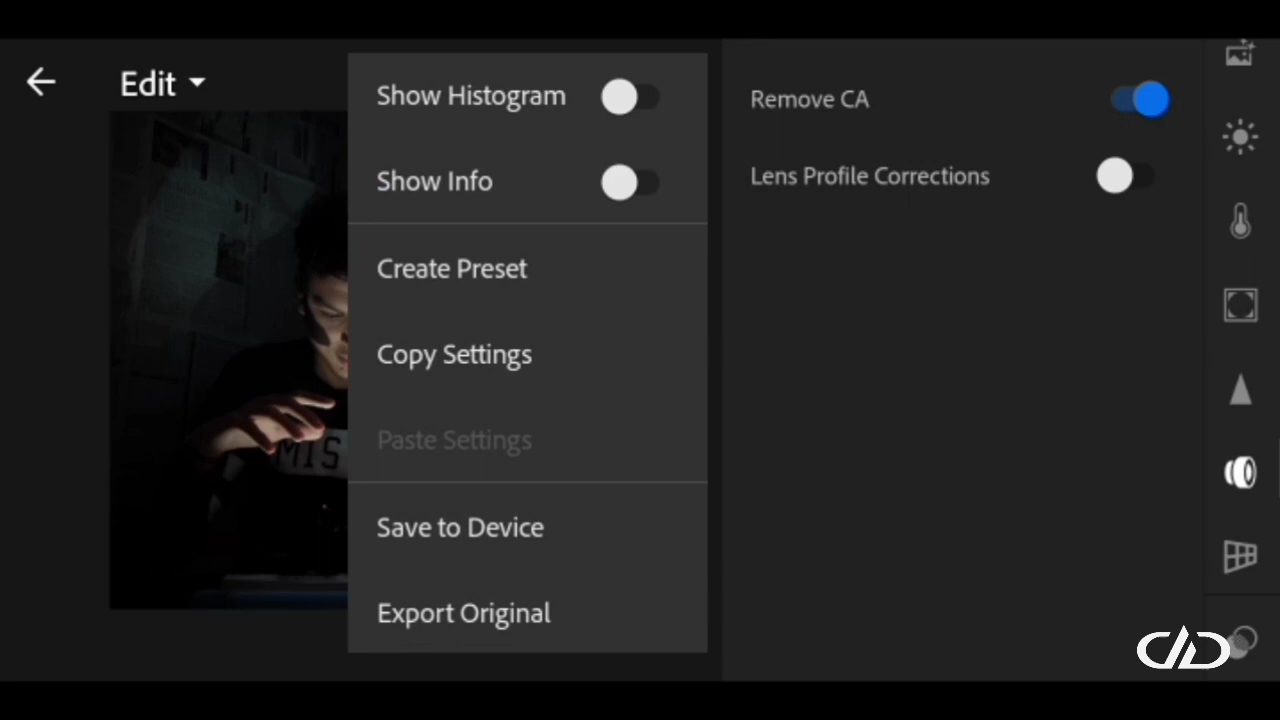 Edit
Show Histogram
Show Info
Create Preset
Copy Settings
Paste Settings
Save to Device
Export Original
Remove CA
Lens Profile Corrections
MIS